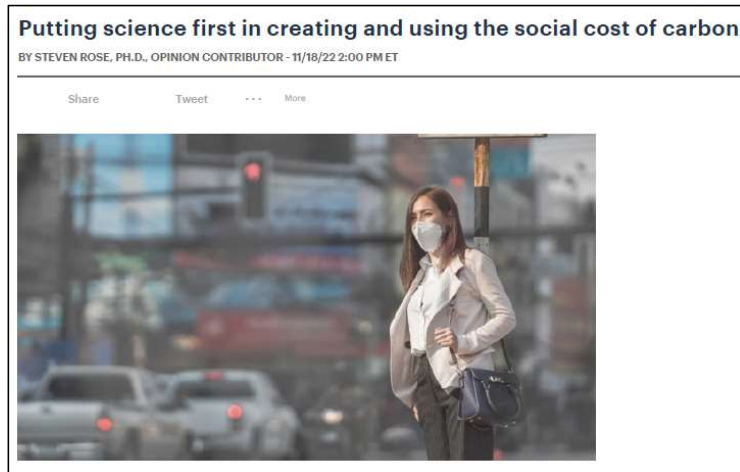 Putting science first in creating and using the social cost of carbon
BY STEVEN ROSE, PH.D., OPINION CONTRIBUTOR - 11/18/22 2:00 PM ET
Share Tweet ... More